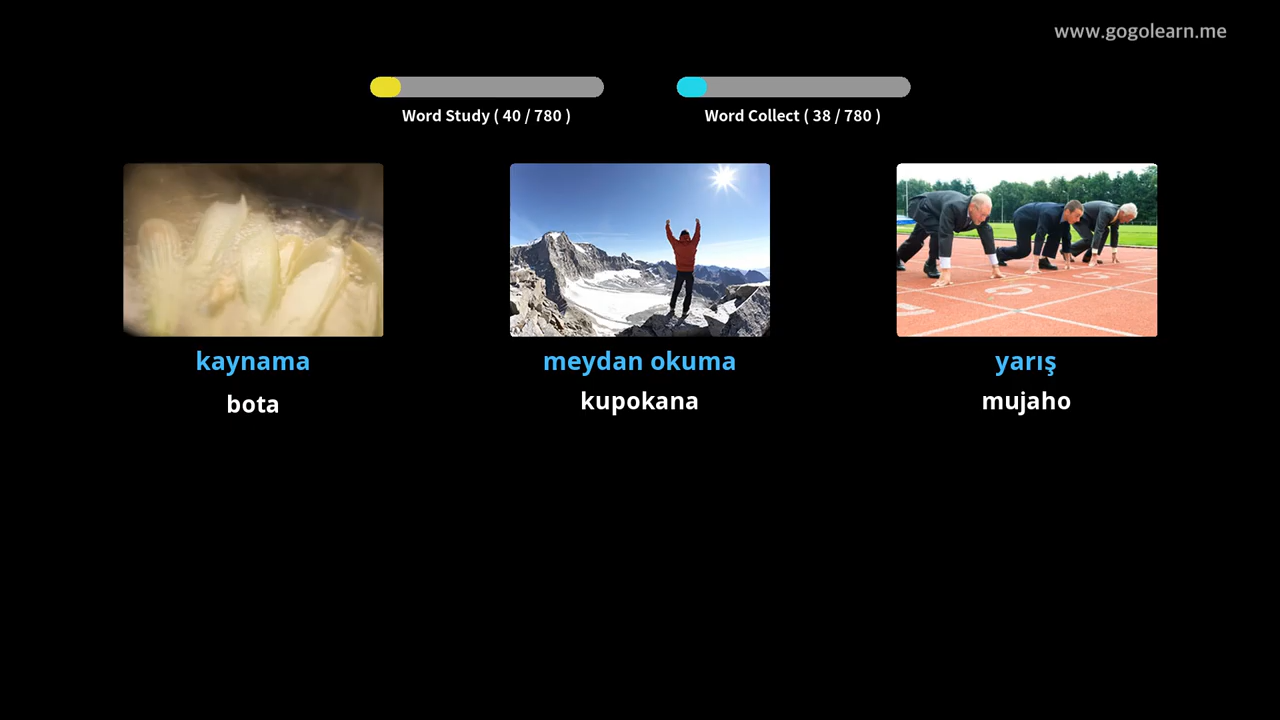 www.gogolearn.me
Word Study ( 40 / 780 )
Word Collect ( 38 / 780 )
kaynama
meydan okuma
yarış
bota
kupokana
mujaho